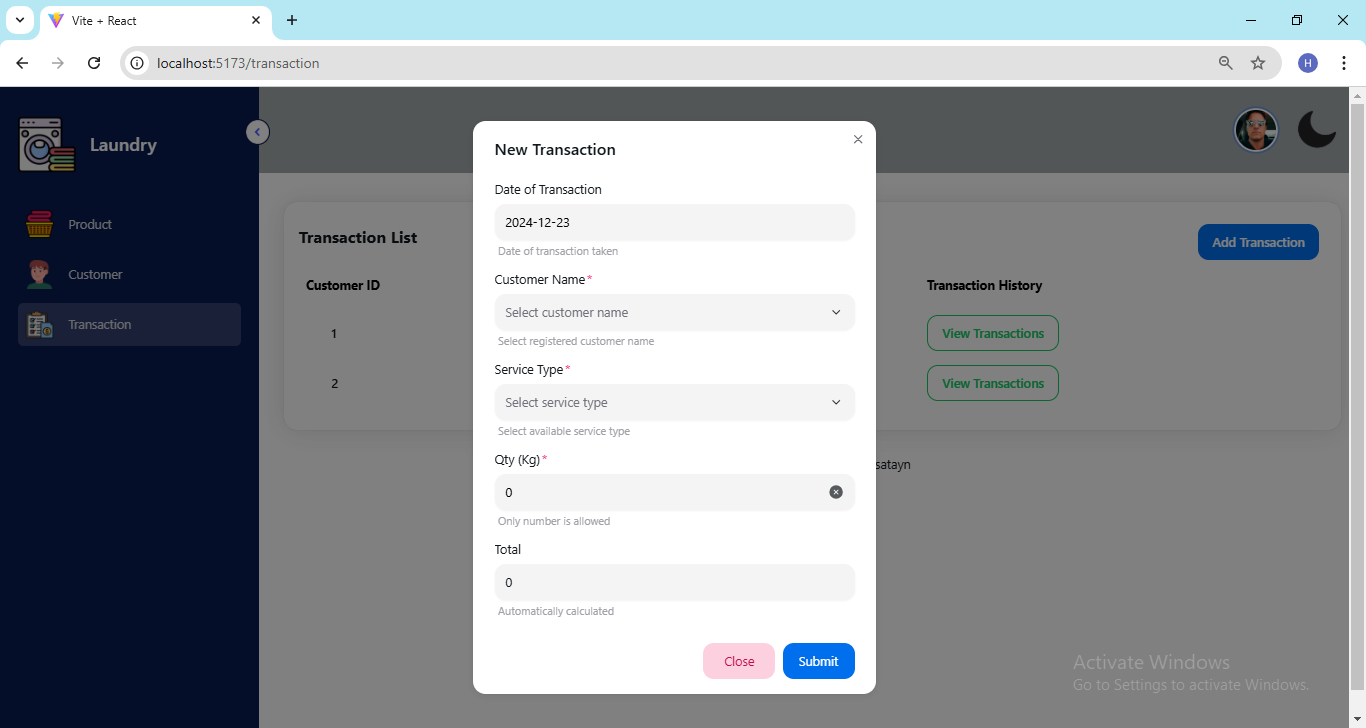 Vite + React
localhost:5173/transaction
H
Laundry
Product
Customer
Transaction
Transaction List
Add Transaction
Customer ID
Transaction History
1
View Transactions
2
View Transactions
satayn
New Transaction
Date of Transaction
2024-12-23
Date of transaction taken
Customer Name*
Select customer name
Select registered customer name
Service Type*
Select service type
Select available service type
Qty (Kg)*
0
Only number is allowed
Total
0
Automatically calculated
Close
Submit
Activate Windows
Go to Settings to activate Windows.